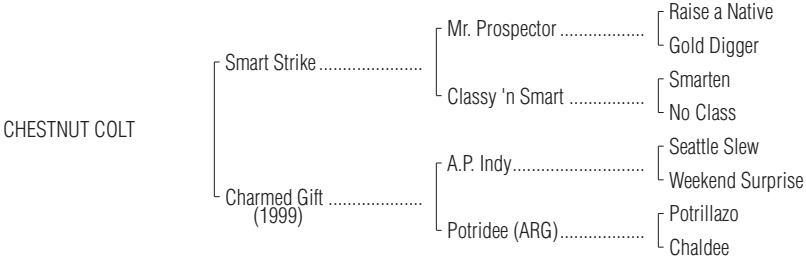 Raise a Native
Mr. Prospector ..................
Gold Digger
Smart Strike ......................
Smarten
Classy 'n Smart ................
No Class
CHESTNUT COLT
Seattle Slew
A.P. Indy............................
Weekend Surprise
Charmed Gift ....................
(1999)
Potrillazo
Potridee (ARG)..................
Chaldee